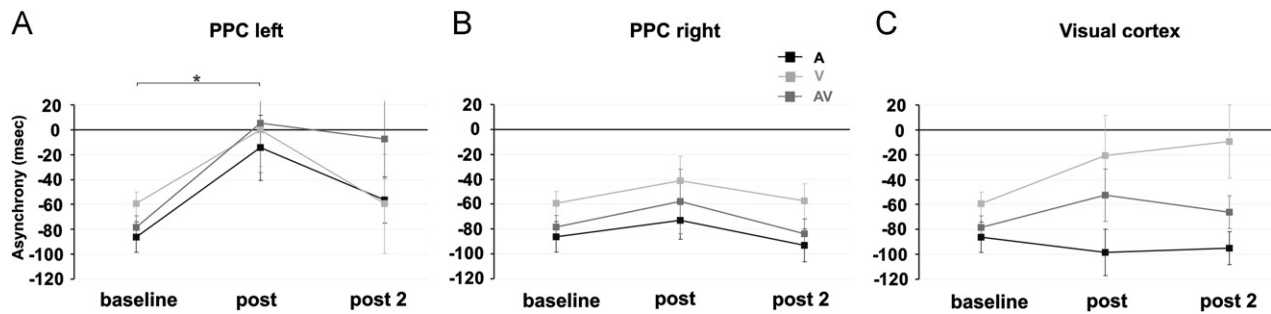 A
PPC left
*
Asynchrony (msec)
20
0
-20
-40
-60
-80
-100
-120
baseline
post
post 2
B
PPC right
A
V
AV
20
0
-20
-40
-60
-80
-100
-120
baseline
post
post 2
C
Visual cortex
20
0
-20
-40
-60
-80
-100
-120
baseline
post
post 2